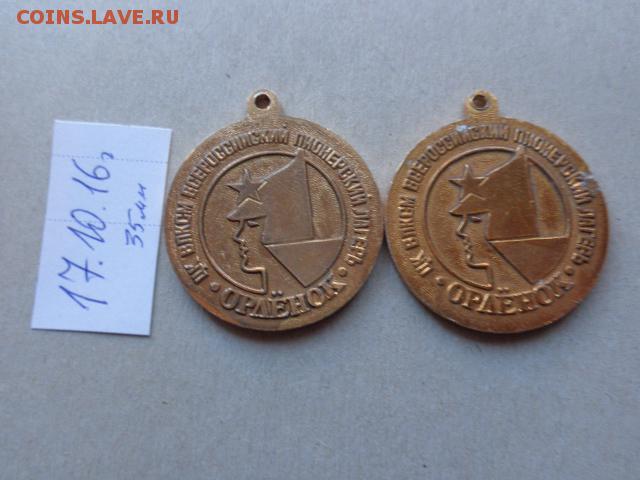 COINS.LAVE.RU
17.10.16г
35мм
ЦК ВЛКСМ ВСЕРОССИЙСКИЙ ПИОНЕРСКИЙ ЛАГЕРЬ
• ОРЛЁНОК •
ЦК ВЛКСМ ВСЕРОССИЙСКИЙ ПИОНЕРСКИЙ ЛАГЕРЬ
• ОРЛЁНОК •